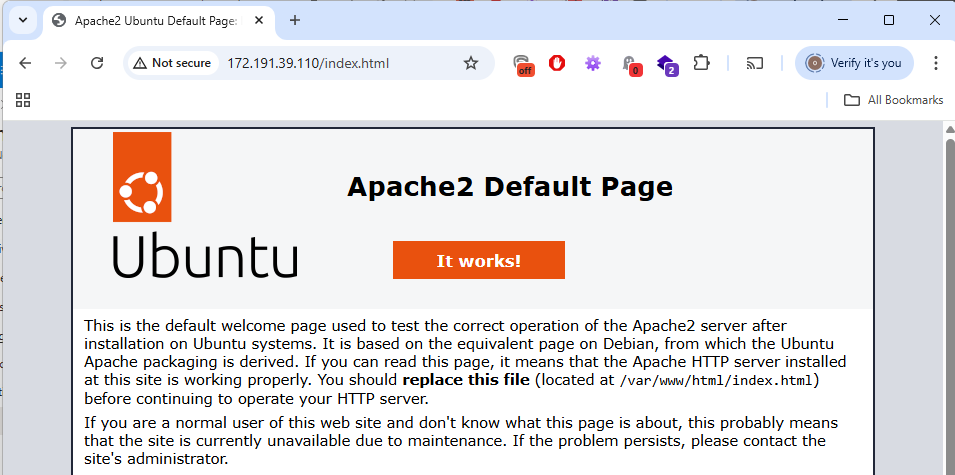 Apache2 Ubuntu Default Page:
Not secure
172.191.39.110/index.html
off
0
2
Verify it's you
All Bookmarks
Ubuntu
Apache2 Default Page
It works!
This is the default welcome page used to test the correct operation of the Apache2 server after
installation on Ubuntu systems. It is based on the equivalent page on Debian, from which the Ubuntu
Apache packaging is derived. If you can read this page, it means that the Apache HTTP server installed
at this site is working properly. You should replace this file (located at /var/www/html/index.html)
before continuing to operate your HTTP server.
If you are a normal user of this web site and don't know what this page is about, this probably means
that the site is currently unavailable due to maintenance. If the problem persists, please contact the
site's administrator.